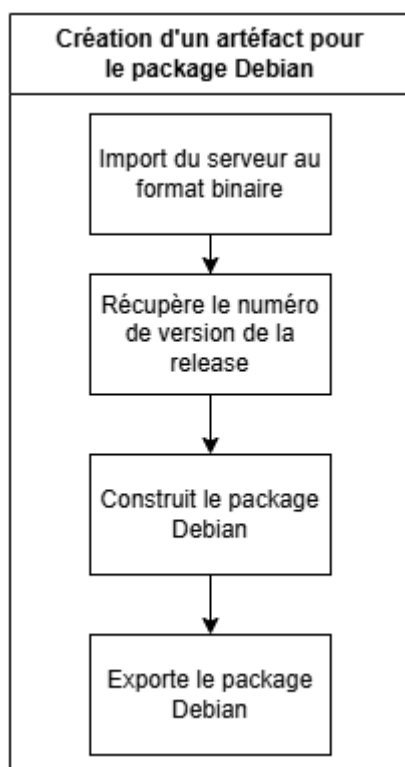 Création d'un artéfact pour
le package Debian
Import du serveur au
format binaire
Récupère le numéro
de version de la
release
Construit le package
Debian
Exporte le package
Debian